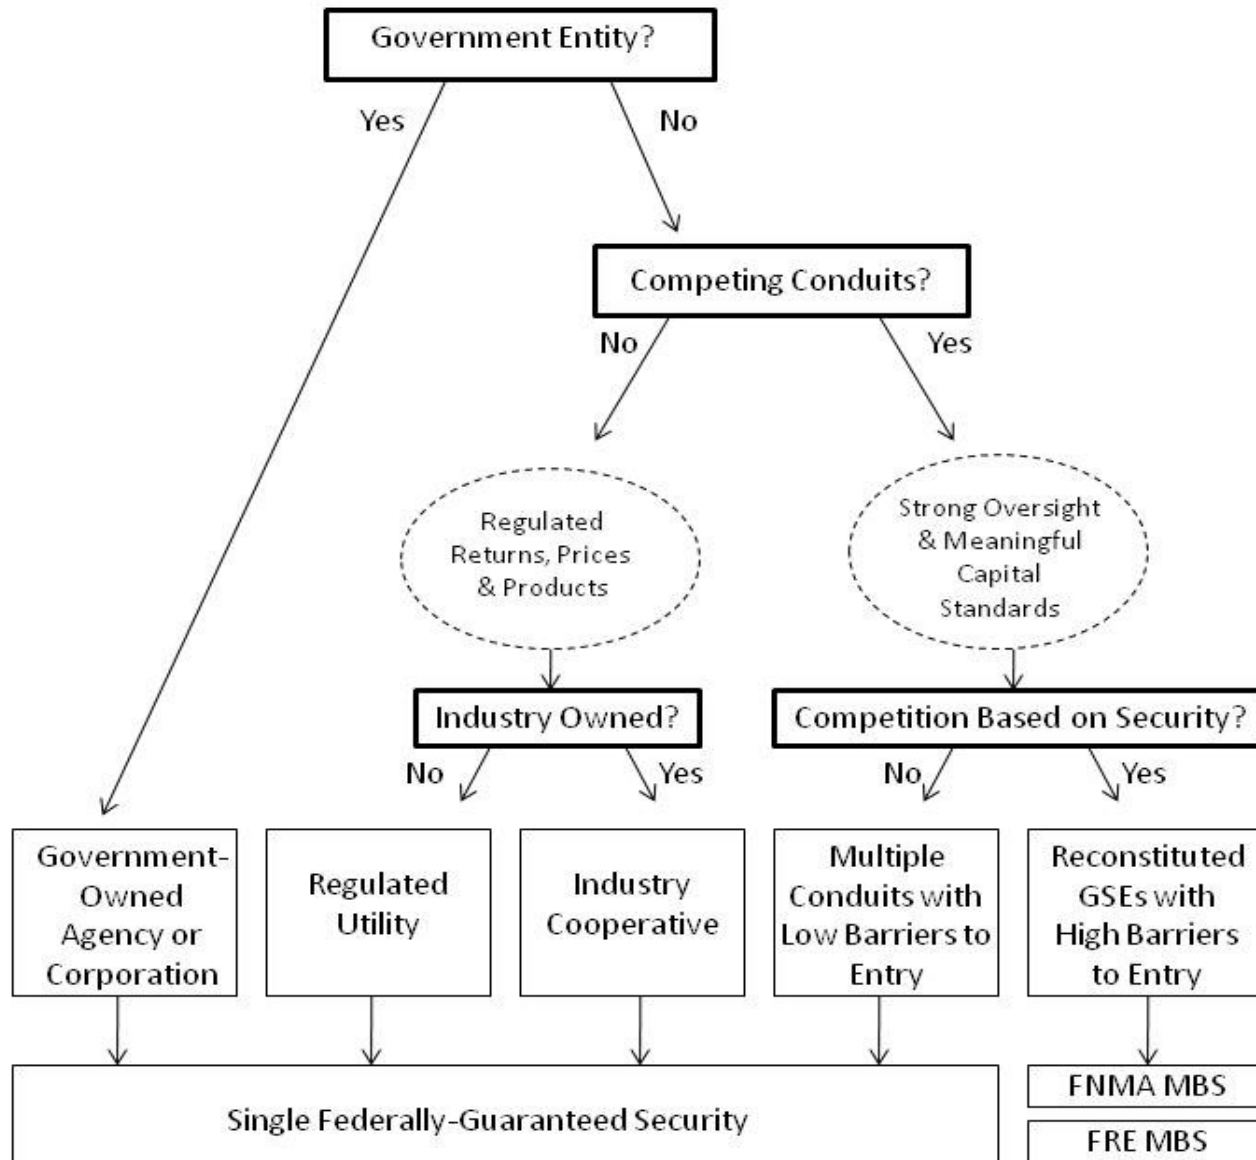 Government Entity?
Yes
No
Competing Conduits?
No
Yes
Regulated
Returns, Prices
& Products
Strong Oversight
& Meaningful
Capital
Standards
Industry Owned?
Competition Based on Security?
No
Yes
No
Yes
Government-
Owned
Agency or
Corporation
Regulated
Utility
Industry
Cooperative
Multiple
Conduits with
Low Barriers to
Entry
Reconstituted
GSEs with
High Barriers
to Entry
Single Federally-Guaranteed Security
FNMA MBS
FRE MBS